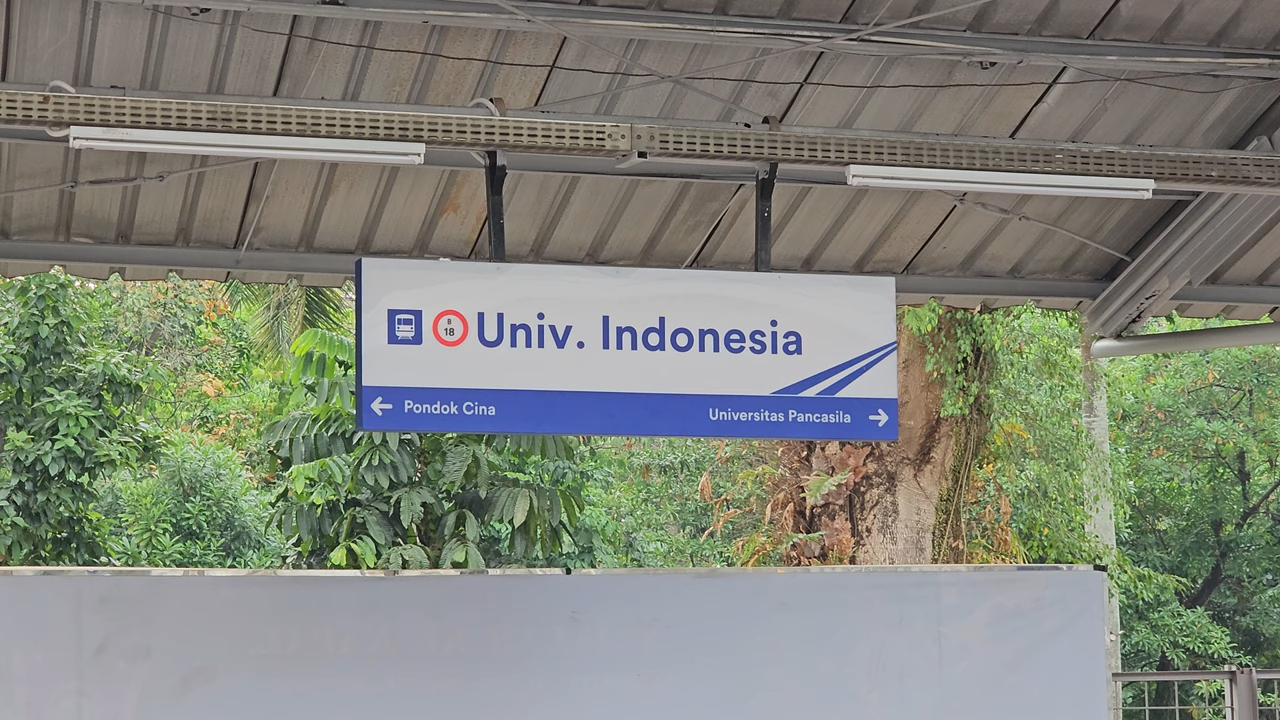 B
18
Univ. Indonesia
← Pondok Cina
Universitas Pancasila →